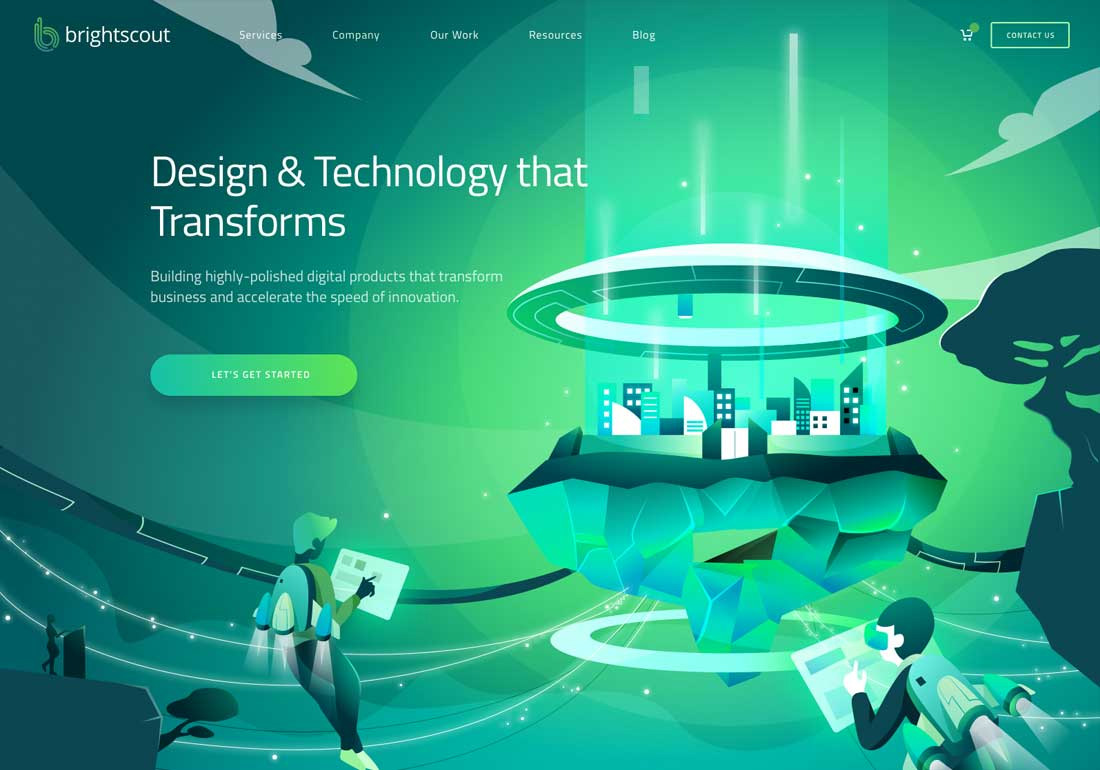 brightscout
Services Company Our Work Resources Blog
CONTACT US
Design & Technology that
Transforms
Building highly-polished digital products that transform
business and accelerate the speed of innovation.
LET'S GET STARTED